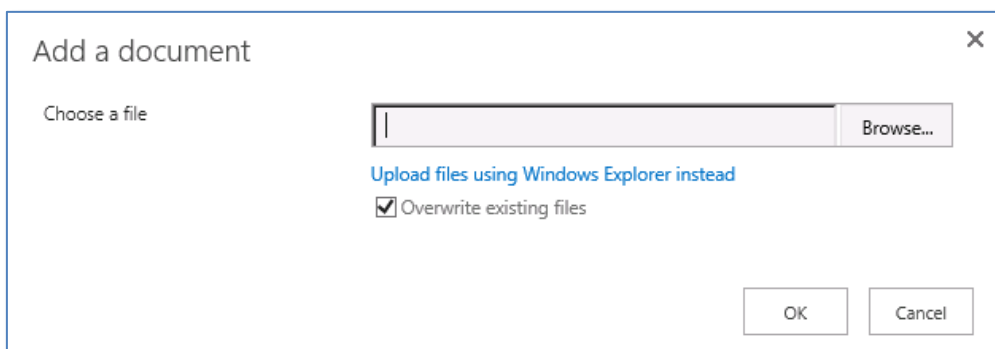 Add a document
Choose a file
Browse...
Upload files using Windows Explorer instead
Overwrite existing files
OK
Cancel